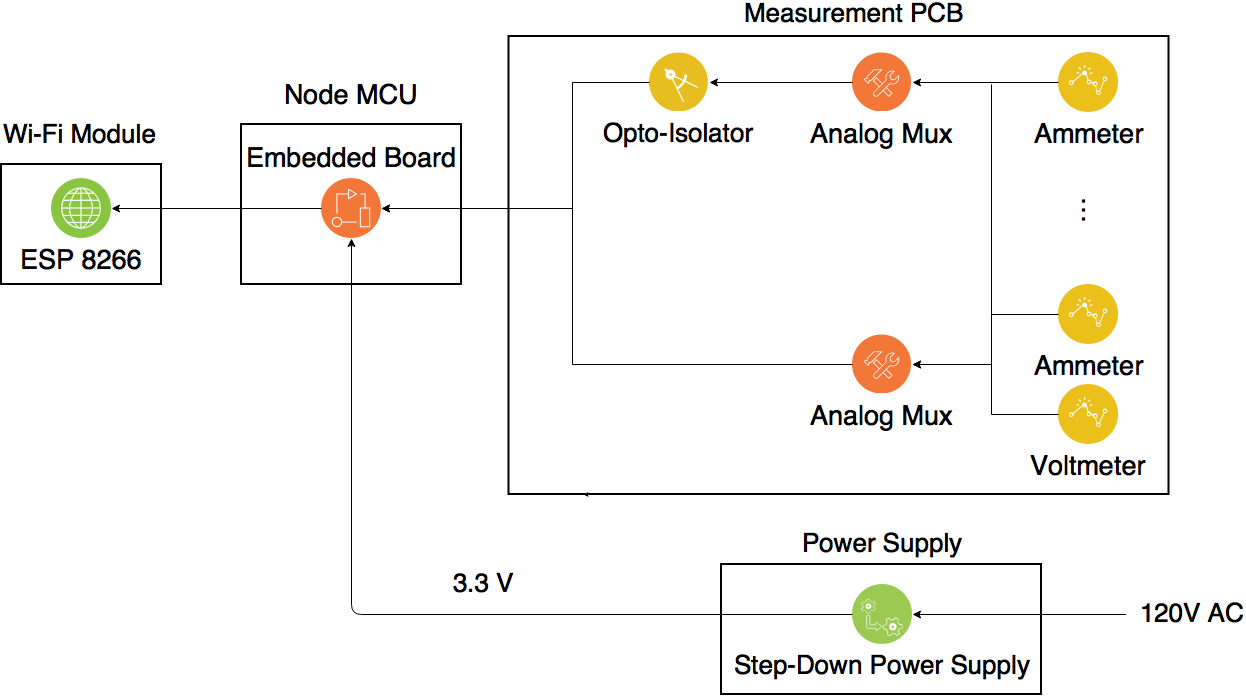 Measurement PCB
Node MCU
Wi-Fi Module
Embedded Board
ESP 8266
Opto-Isolator
Analog Mux
Ammeter
⋮
Ammeter
Analog Mux
Voltmeter
Power Supply
3.3 V
120V AC
Step-Down Power Supply